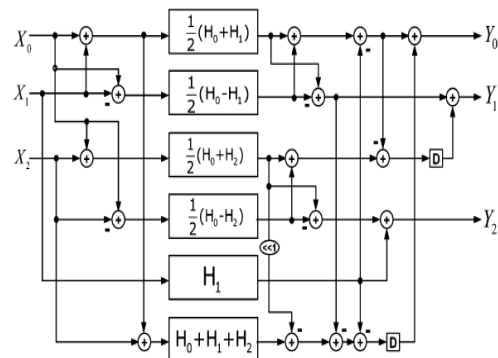 X₀ ½(H₀+H₁) Y₀
X₁ ½(H₀-H₁) Y₁
X₂ ½(H₀+H₂) D
½(H₀-H₂) Y₂
<<1
H₁
H₀+H₁+H₂ D